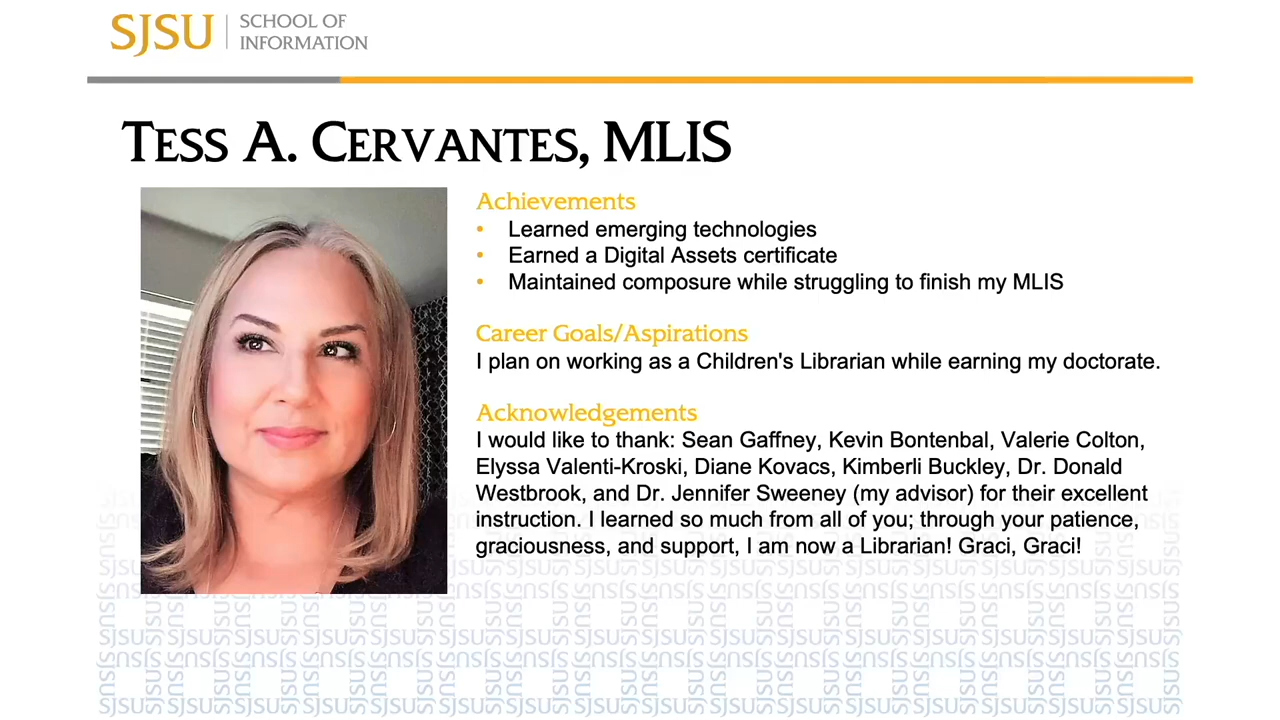 SJSU SCHOOL OF INFORMATION
TESS A. CERVANTES, MLIS
Achievements
• Learned emerging technologies
• Earned a Digital Assets certificate
• Maintained composure while struggling to finish my MLIS
Career Goals/Aspirations
I plan on working as a Children's Librarian while earning my doctorate.
Acknowledgements
I would like to thank: Sean Gaffney, Kevin Bontenbal, Valerie Colton,
Elyssa Valenti-Kroski, Diane Kovacs, Kimberli Buckley, Dr. Donald
Westbrook, and Dr. Jennifer Sweeney (my advisor) for their excellent
instruction. I learned so much from all of you; through your patience,
graciousness, and support, I am now a Librarian! Graci, Graci!